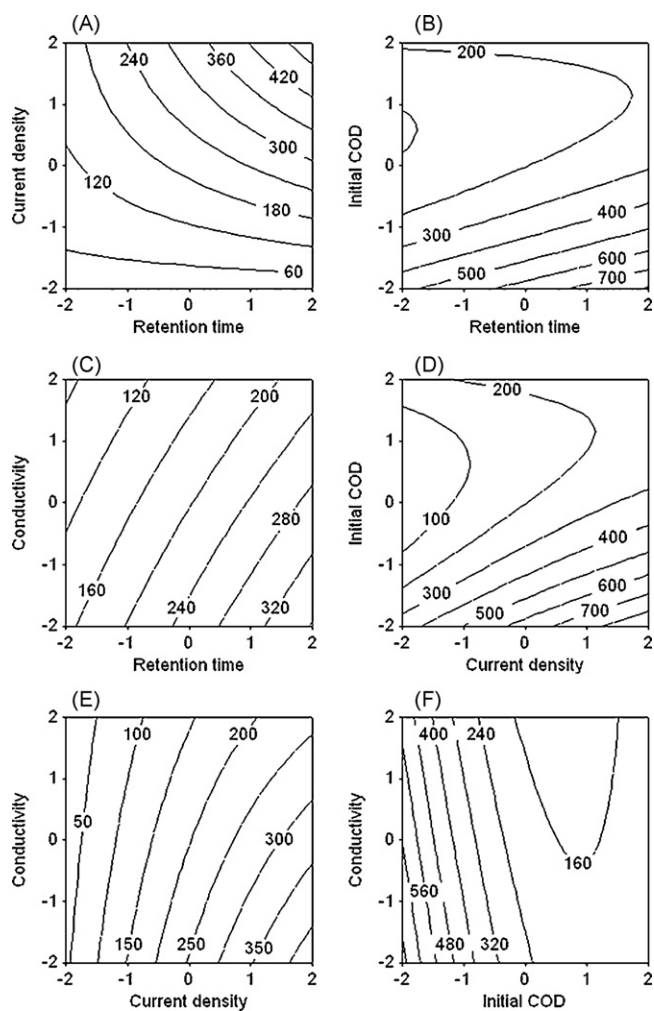 (A)
(B)
2
240
360
420
300
120
180
60
1
0
-1
-2
Current density
-2 -1 0 1 2
Retention time
2
200
300
400
500
600
700
1
0
-1
-2
Initial COD
-2 -1 0 1 2
Retention time
(C)
(D)
2
120
200
280
160
240
320
1
0
-1
-2
Conductivity
-2 -1 0 1 2
Retention time
2
200
100
400
300
600
500
700
1
0
-1
-2
Initial COD
-2 -1 0 1 2
Current density
(E)
(F)
2
100
200
50
300
150
250
350
1
0
-1
-2
Conductivity
-2 -1 0 1 2
Current density
2
400
240
160
560
480
320
1
0
-1
-2
Conductivity
-2 -1 0 1 2
Initial COD